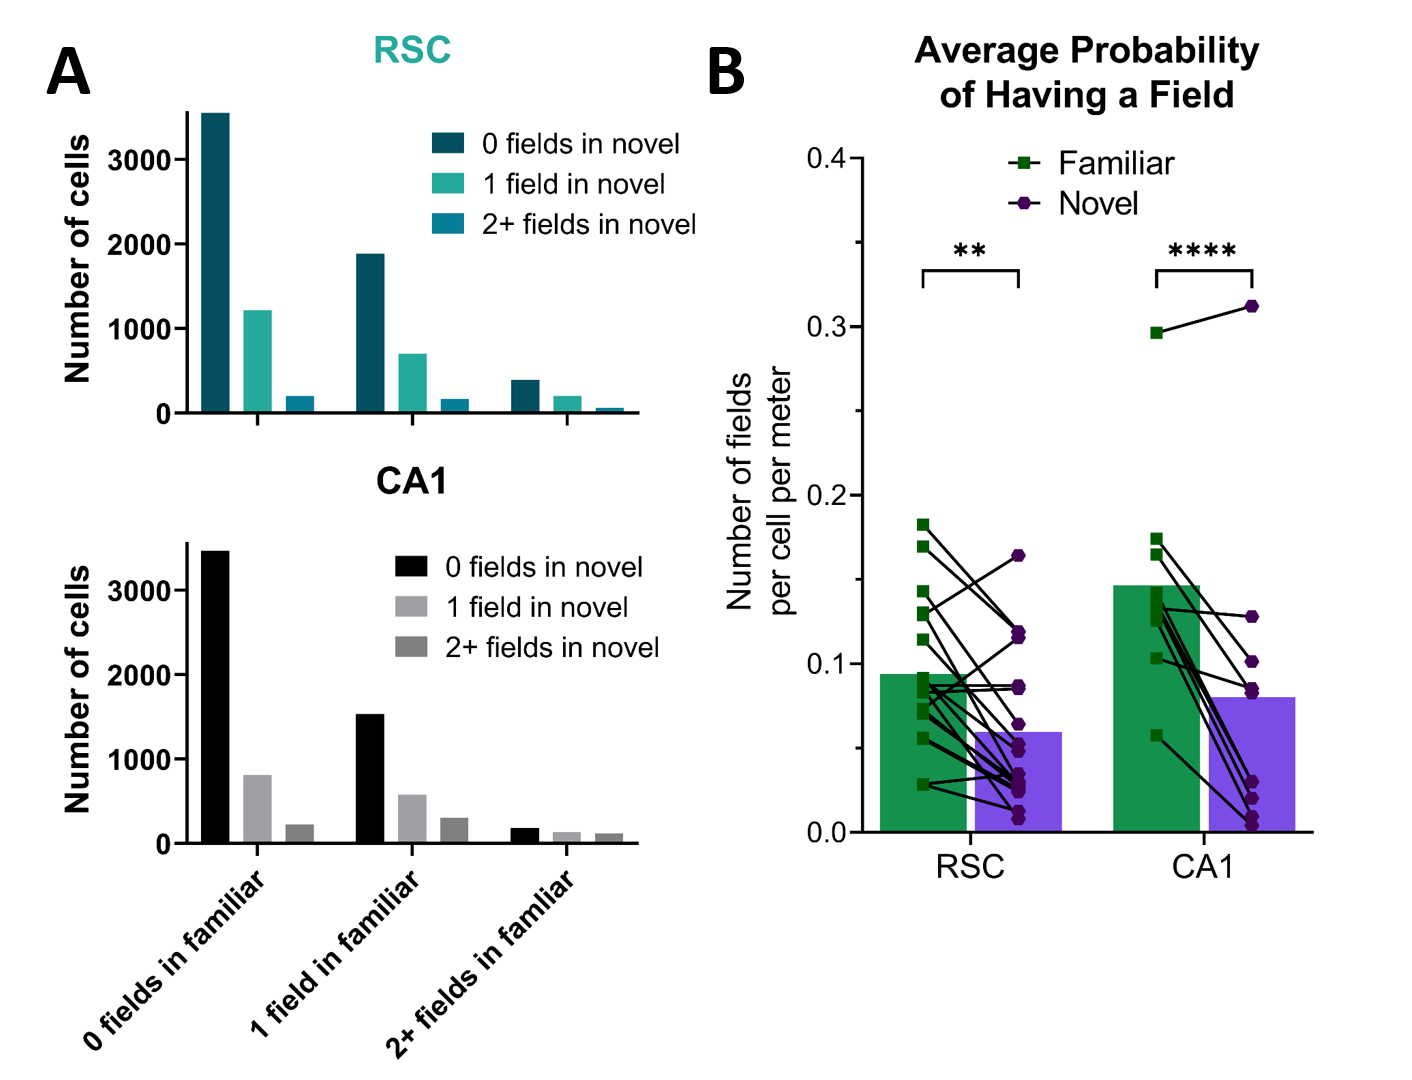 A
RSC
Number of cells
3000
2000
1000
0
0 fields in novel
1 field in novel
2+ fields in novel
CA1
Number of cells
3000
2000
1000
0
0 fields in novel
1 field in novel
2+ fields in novel
0 fields in familiar
1 field in familiar
2+ fields in famliar
B
Average Probability
of Having a Field
Familiar
Novel
Number of fields
per cell per meter
0.4
0.3
0.2
0.1
0.0
**
****
RSC
CA1